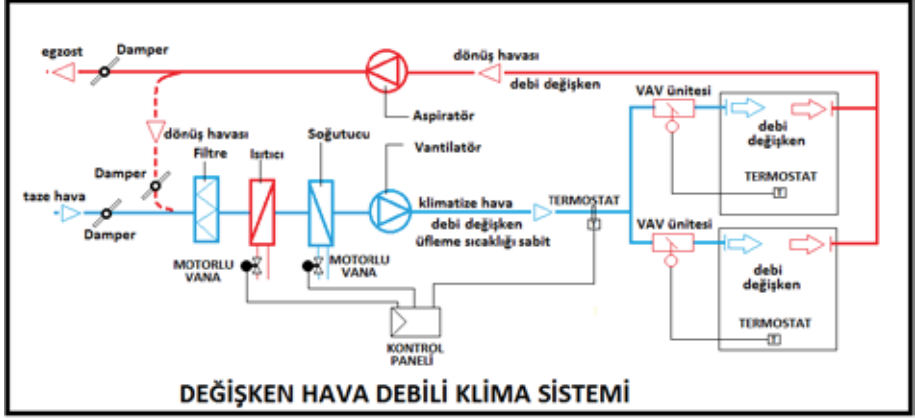 egzost
Damper
dönüş havası
debi değişken
VAV ünitesi
Aspiratör
debi
değişken
dönüş havası
Filtre
Isıtıcı
Soğutucu
Vantilatör
TERMOSTAT
T
Damper
taze hava
Damper
klimatize hava
debi değişken
üfleme sıcaklığı sabit
TERMOSTAT
T
VAV ünitesi
MOTORLU
VANA
MOTORLU
VANA
debi
değişken
TERMOSTAT
T
KONTROL
PANELİ
DEĞİŞKEN HAVA DEBİLİ KLİMA SİSTEMİ